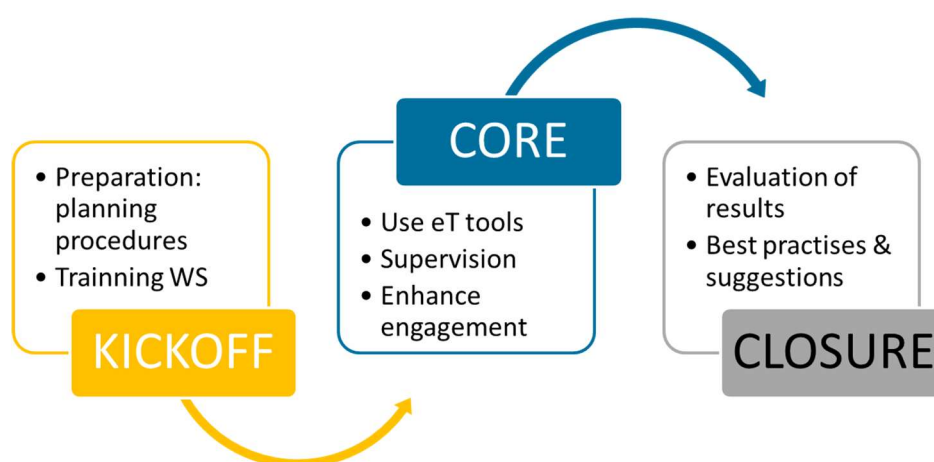 • Preparation:
planning
procedures
• Trainning WS
KICKOFF
CORE
• Use eT tools
• Supervision
• Enhance
engagement
• Evaluation of
results
• Best practises &
suggestions
CLOSURE